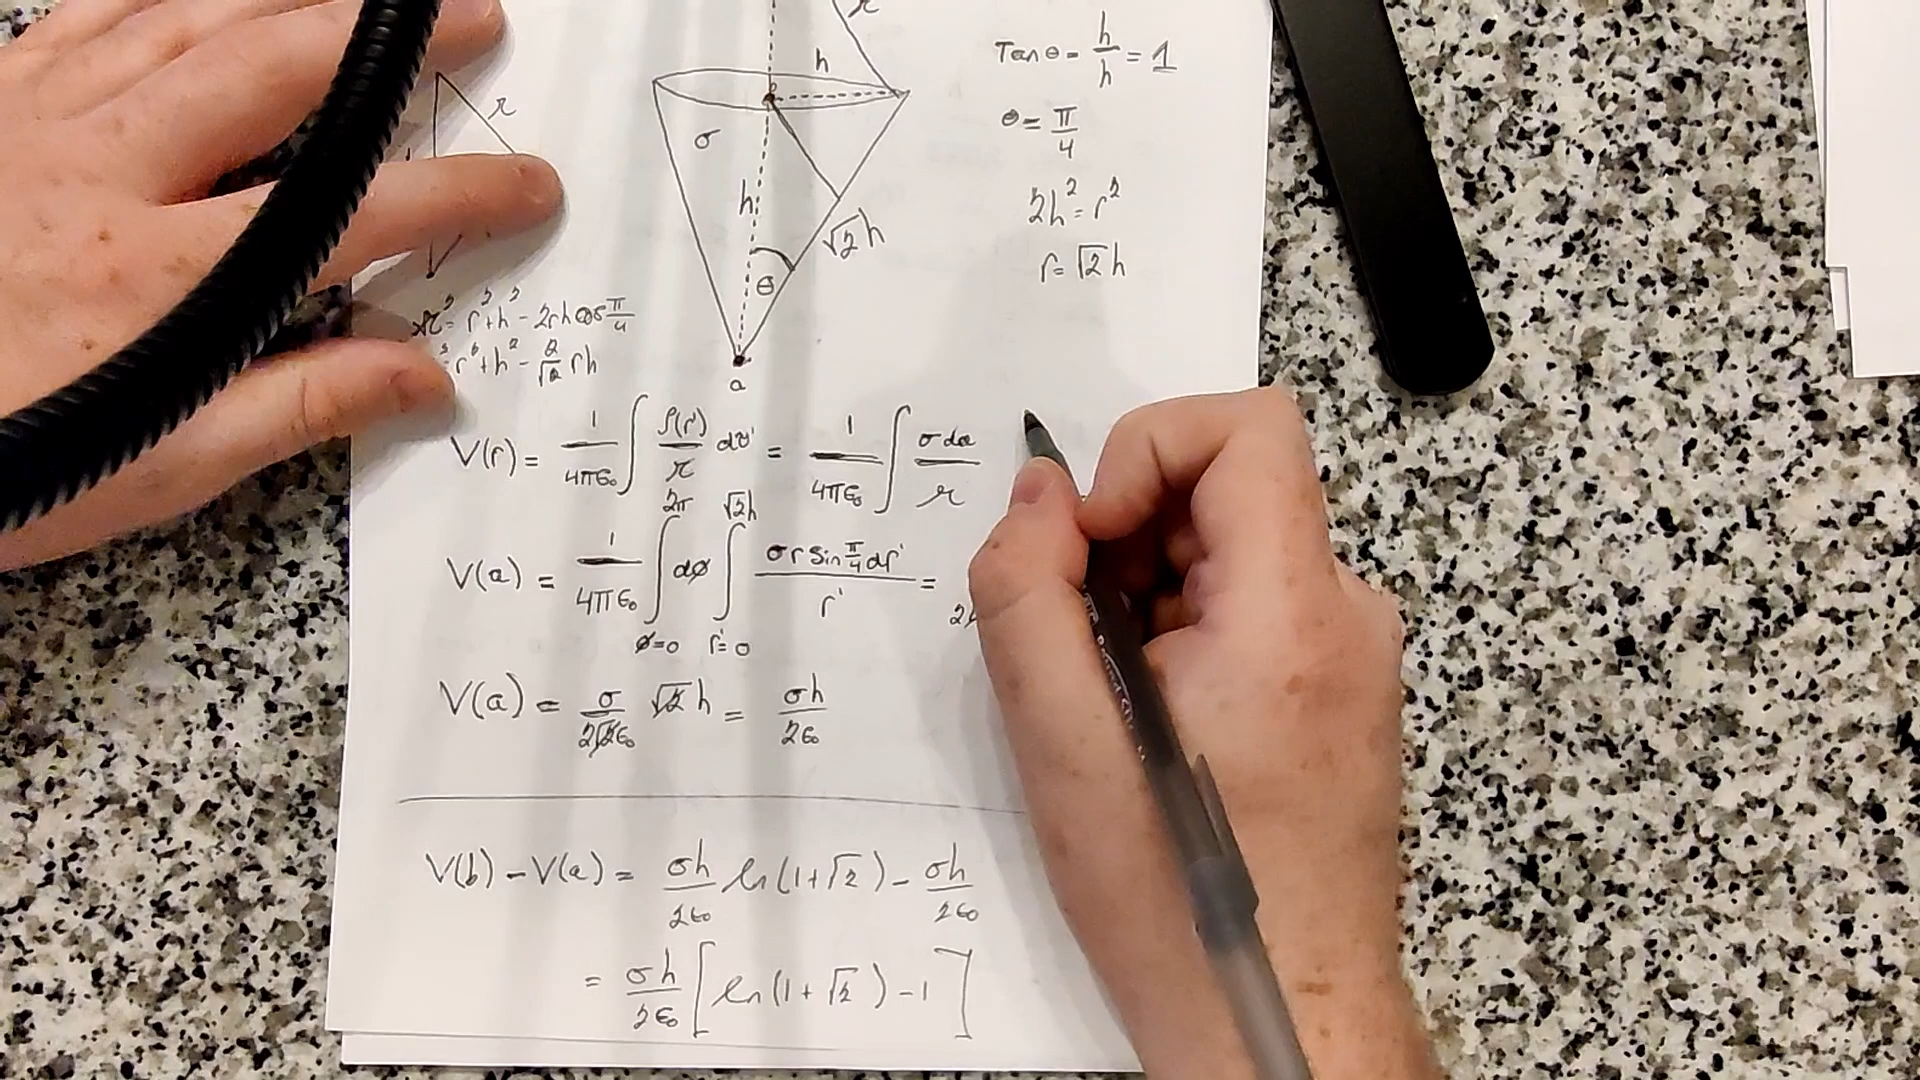 r
r
h
Tan θ = h/h = 1
σ
θ = π/4
h
2h² = r²
√2 h
r = √2 h
θ
r² = r² + h² - 2rh cos π/4
= r² + h² - 2/√2 rh
a
V(r) = 1/4πε₀ ∫ ρ(r')/r dτ' = 1/4πε₀ ∫ σ da/r
V(a) = 1/4πε₀ ∫_{ϕ=0}^{2π} dϕ ∫_{r'=0}^{√2h} σ r sin π/4 dr'/r' =
V(a) = σ/2√2ε₀ √2 h = σh/2ε₀
V(b) - V(a) = σh/2ε₀ ln(1+√2) - σh/2ε₀
= σh/2ε₀ [ln(1+√2) - 1]